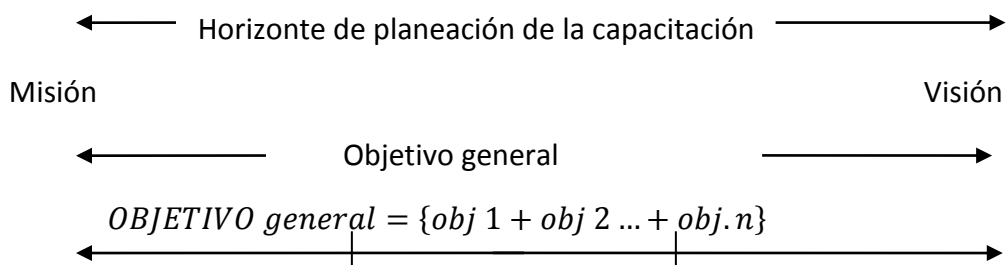 Horizonte de planeación de la capacitación
Misión Visión
Objetivo general
OBJETIVO general = {obj 1 + obj 2 … + obj. n}